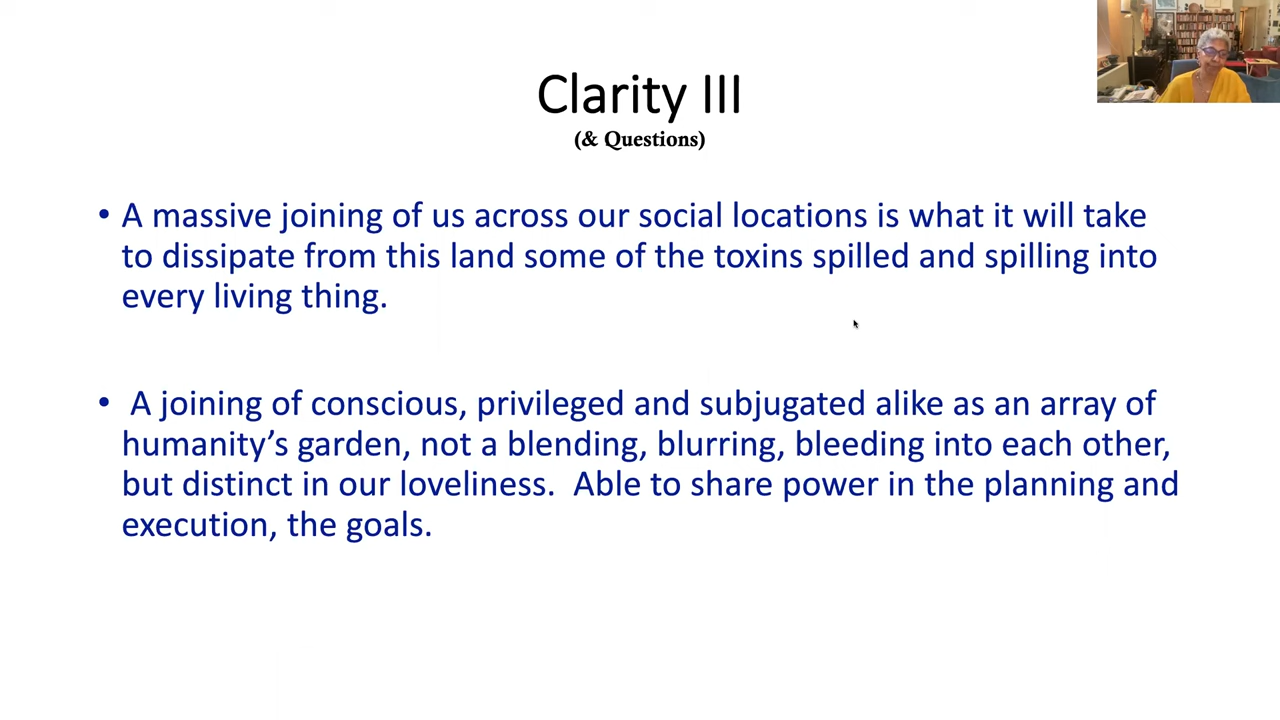 Clarity III
(& Questions)
• A massive joining of us across our social locations is what it will take
to dissipate from this land some of the toxins spilled and spilling into
every living thing.
• A joining of conscious, privileged and subjugated alike as an array of
humanity’s garden, not a blending, blurring, bleeding into each other,
but distinct in our loveliness.  Able to share power in the planning and
execution, the goals.